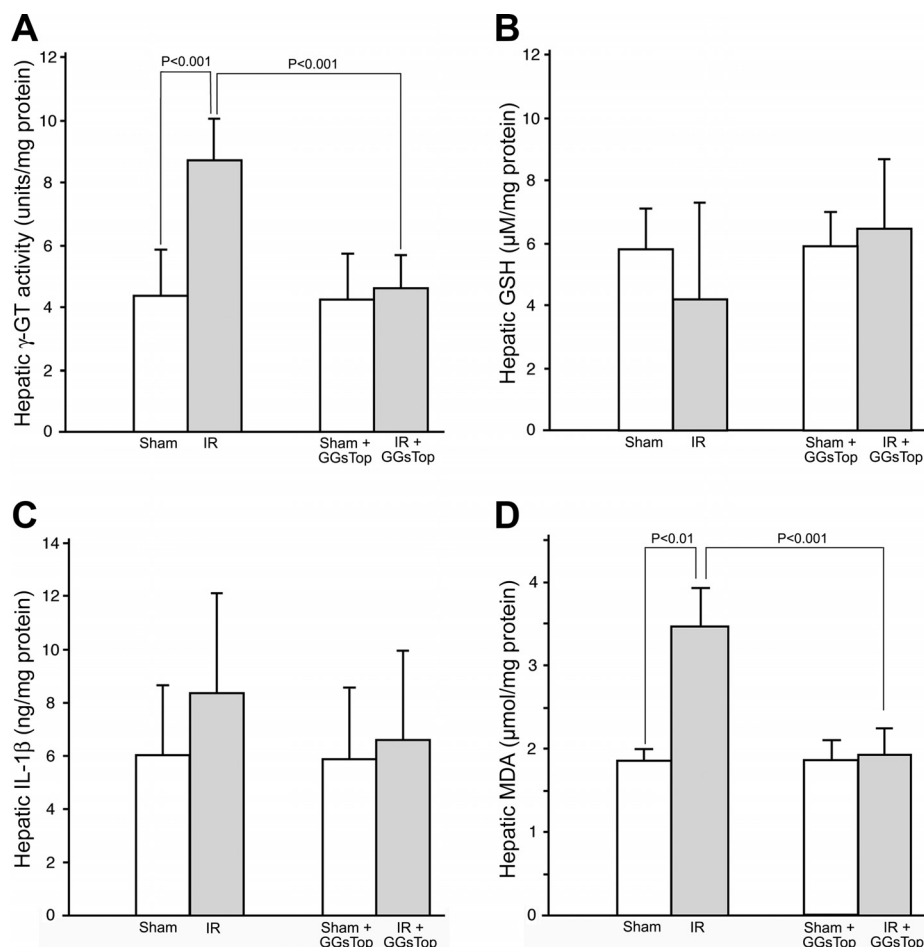 A
Hepatic γ-GT activity (units/mg protein)
12
10
8
6
4
2
0
P<0.001
P<0.001
Sham
IR
Sham +
GGsTop
IR +
GGsTop
B
Hepatic GSH (µM/mg protein)
12
10
8
6
4
2
0
Sham
IR
Sham +
GGsTop
IR +
GGsTop
C
Hepatic IL-1β (ng/mg protein)
14
12
10
8
6
4
2
0
Sham
IR
Sham +
GGsTop
IR +
GGsTop
D
Hepatic MDA (µmol/mg protein)
4
3
2
1
0
P<0.01
P<0.001
Sham
IR
Sham +
GGsTop
IR +
GGsTop